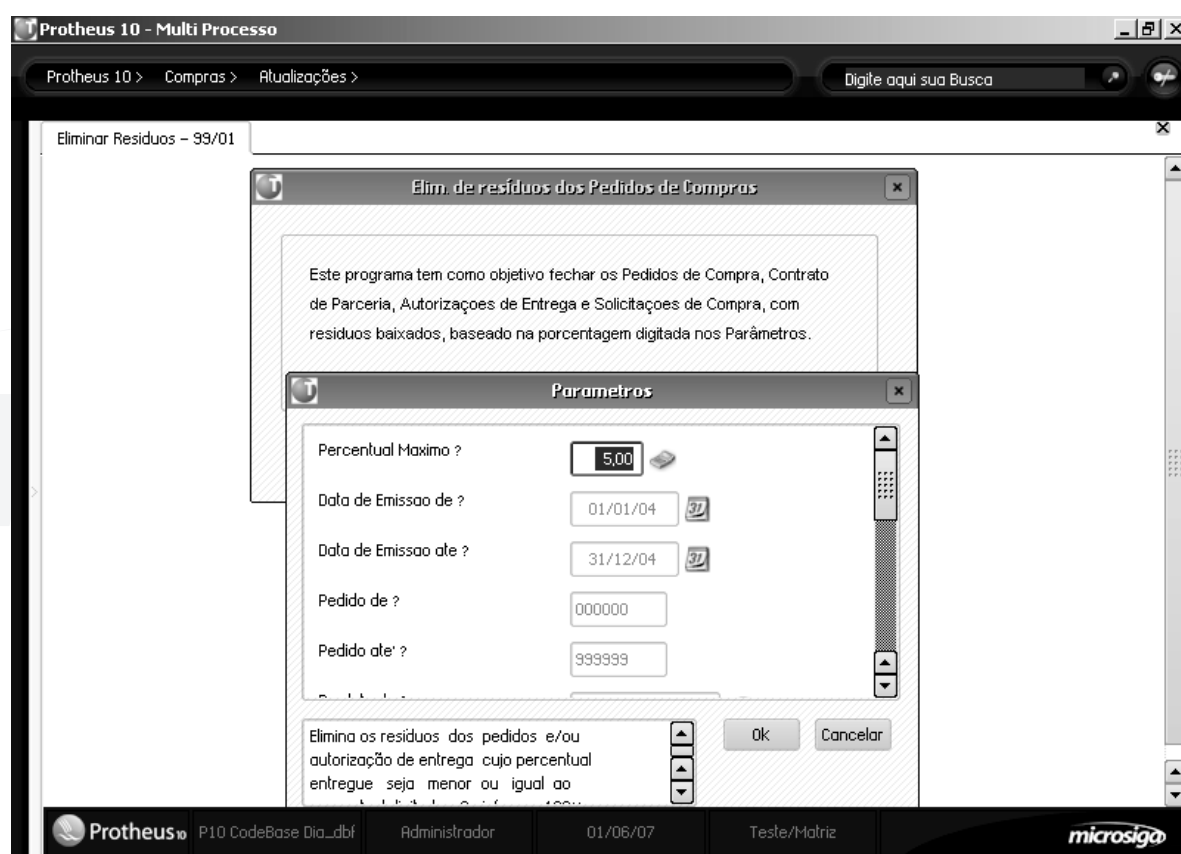 Protheus 10 - Multi Processo
Protheus 10 > Compras > Atualizações >
Digite aqui sua Busca
Eliminar Residuos – 99/01
Elim. de resíduos dos Pedidos de Compras
Este programa tem como objetivo fechar os Pedidos de Compra, Contrato
de Parceria, Autorizaçoes de Entrega e Solicitaçoes de Compra, com
residuos baixados, baseado na porcentagem digitada nos Parâmetros.
Parametros
Percentual Maximo ? 5,00
Data de Emissao de ? 01/01/04
Data de Emissao ate ? 31/12/04
Pedido de ? 000000
Pedido ate' ? 999999
Elimina os resíduos dos pedidos e/ou
autorização de entrega cujo percentual
entregue seja menor ou igual ao
Ok Cancelar
Protheus 10 P10 CodeBase Dia_dbf Administrador 01/06/07 Teste/Matriz microsiga